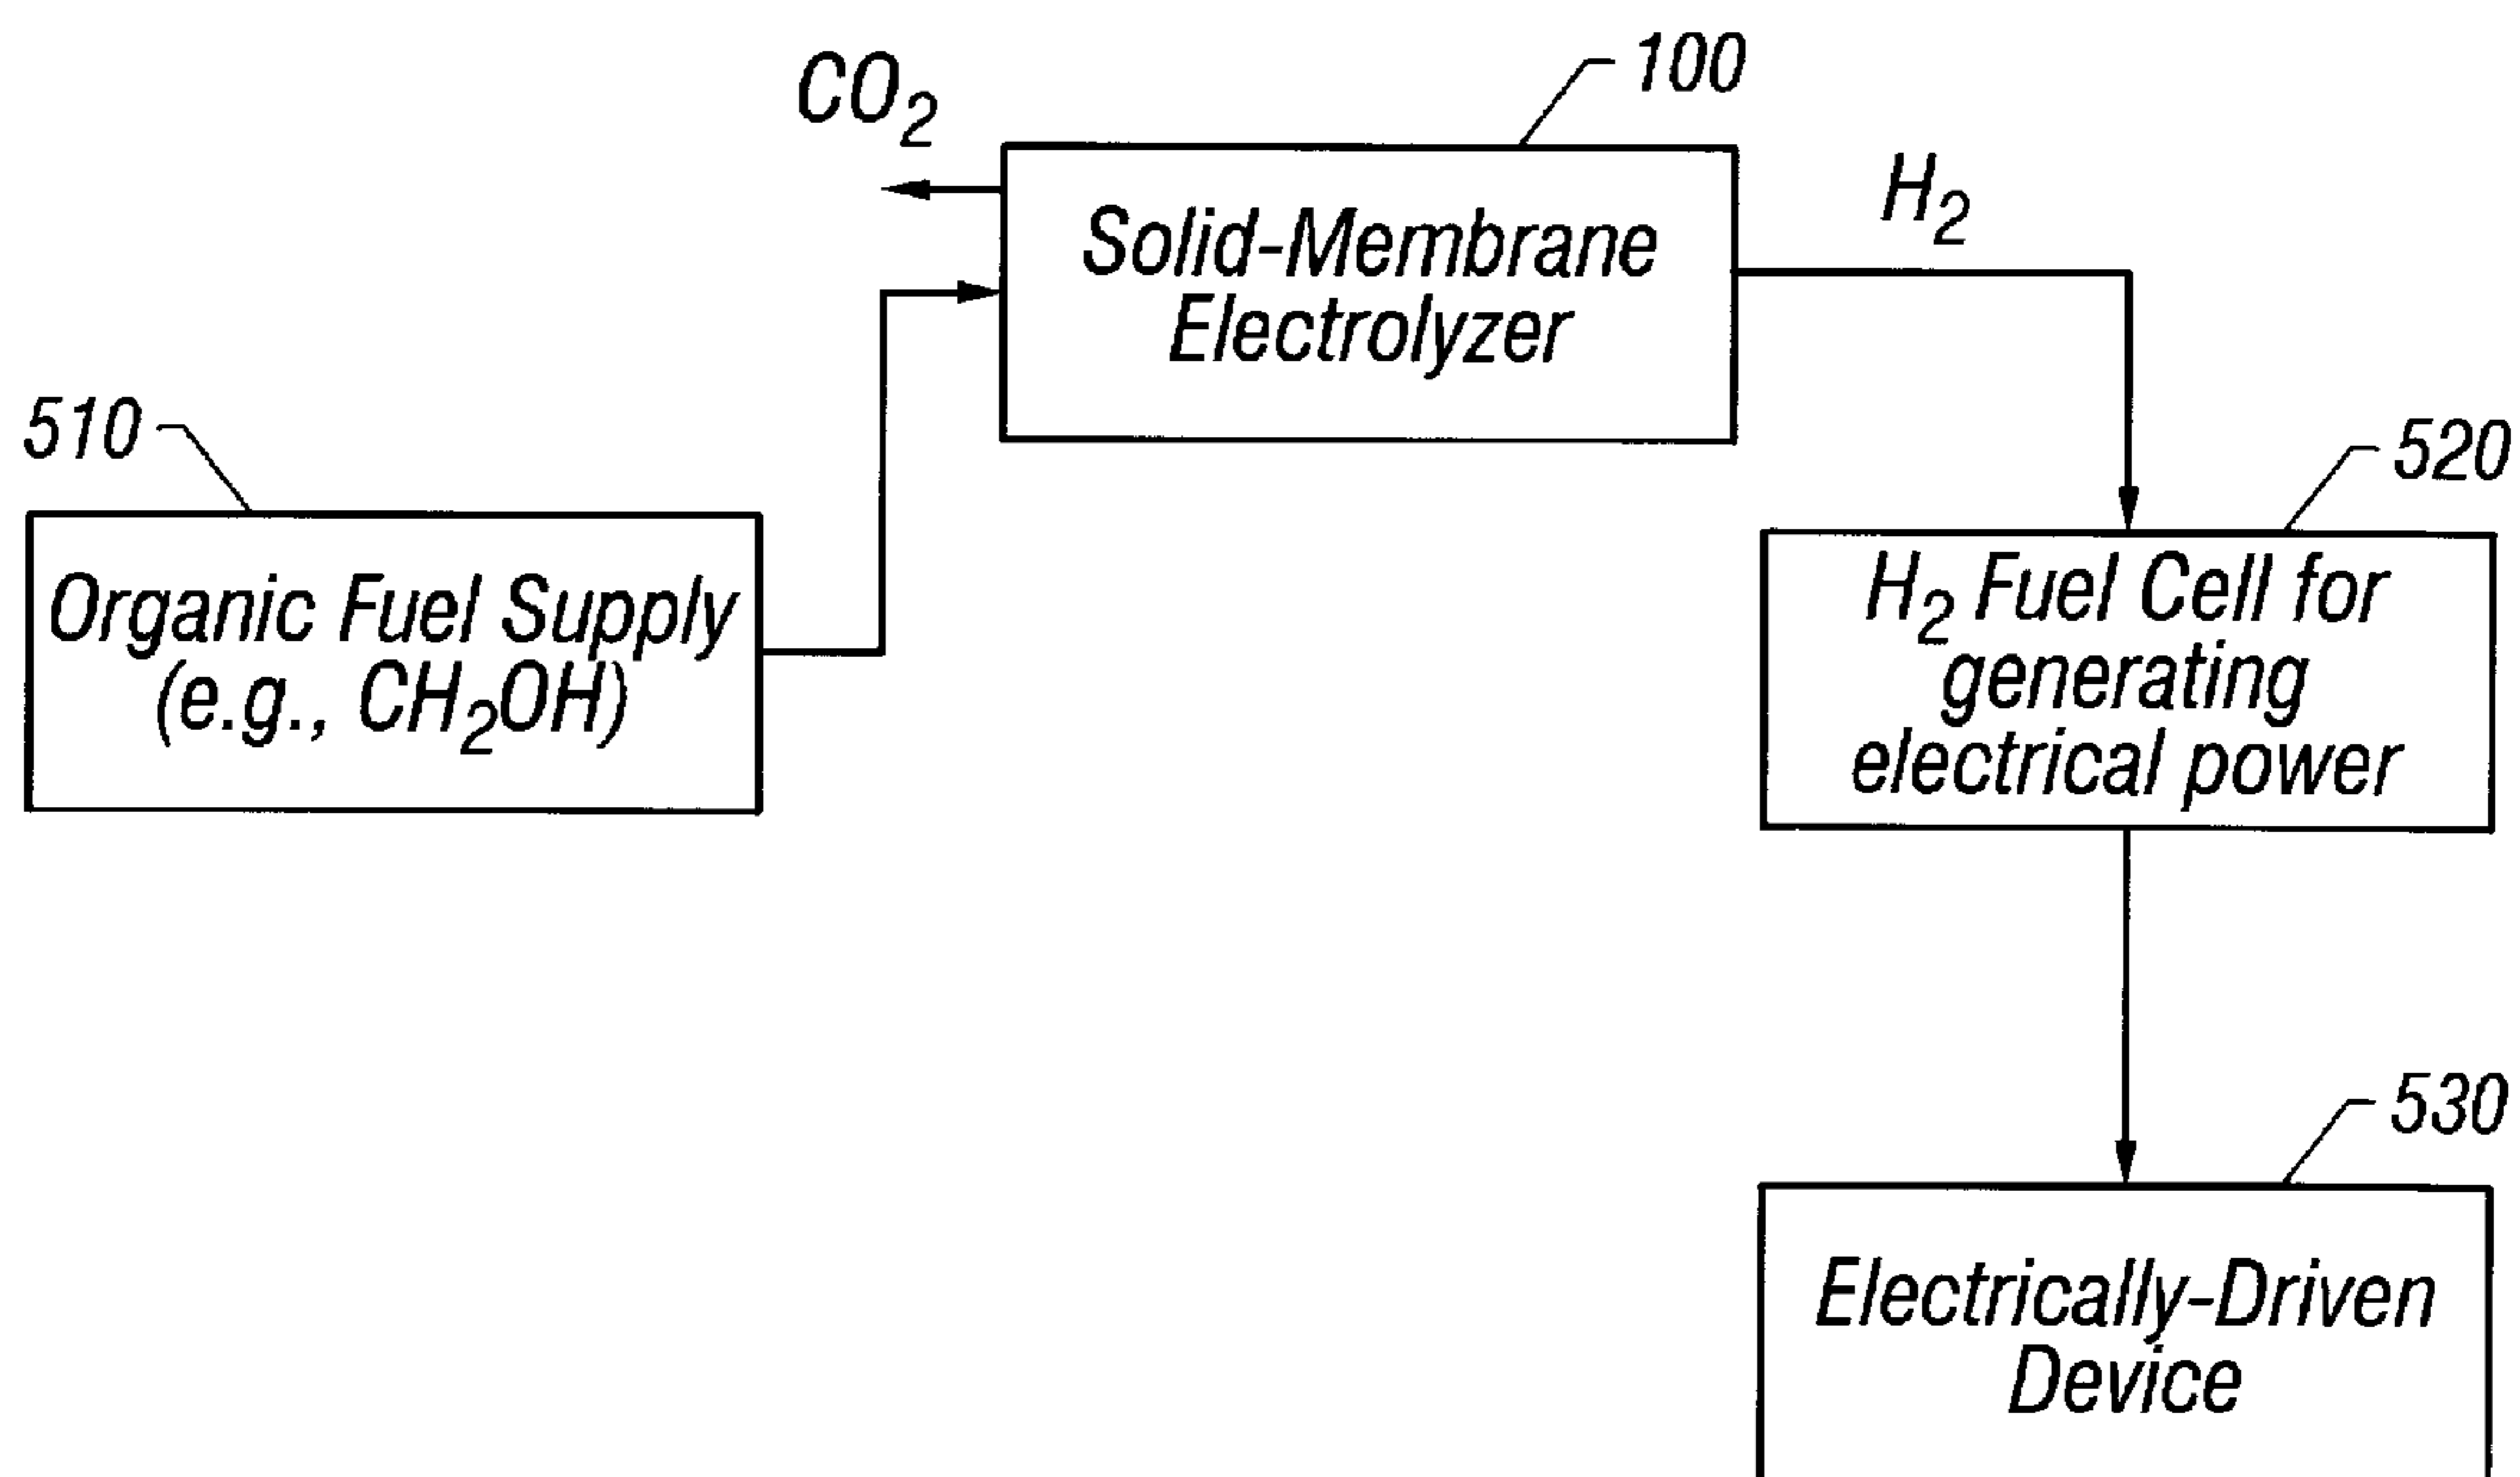 100
CO2
H2
Solid-Membrane
Electrolyzer
510
520
Organic Fuel Supply
(e.g., CH2OH)
H2 Fuel Cell for
generating
electrical power
530
Electrically-Driven
Device